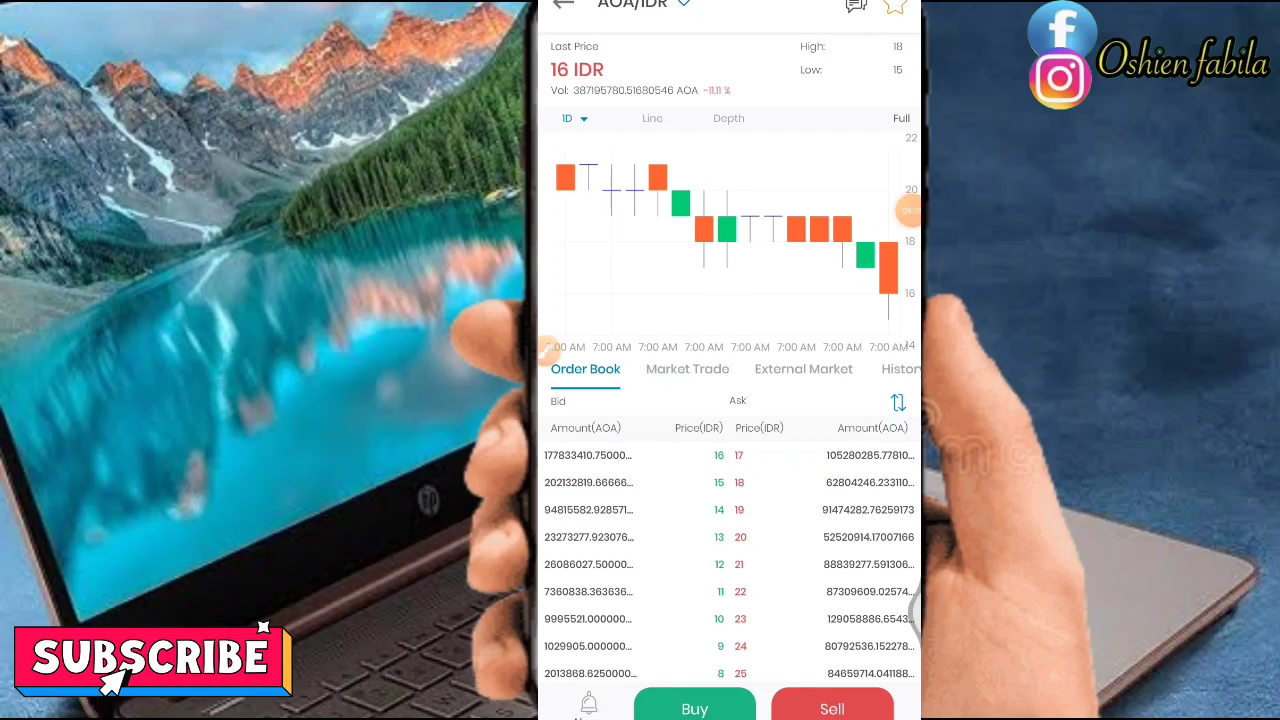 AOA/IDR
Oshien fabila
Last Price
High: 18
16 IDR
Low: 15
Vol: 387195780.51680546 AOA -11,11 %
1D Line Depth Full
22
20
18
16
14
7:00 AM 7:00 AM 7:00 AM 7:00 AM 7:00 AM 7:00 AM 7:00 AM 7:00 AM
Order Book Market Trade External Market Histor
Bid Ask
Amount(AOA) Price(IDR) Price(IDR) Amount(AOA)
177833410.75000... 16 17 105280285.77810...
202132819.66666... 15 18 62804246.233110...
94815582.928571... 14 19 91474282.76259173
23273277.923076... 13 20 52520914.17007166
26086027.50000... 12 21 88839277.591306...
7360838.363636... 11 22 87309609.02574...
9995521.000000... 10 23 129058886.6543...
1029905.000000... 9 24 80792536.152278...
2013868.6250000... 8 25 84659714.041188...
Buy Sell
SUBSCRIBE
hp